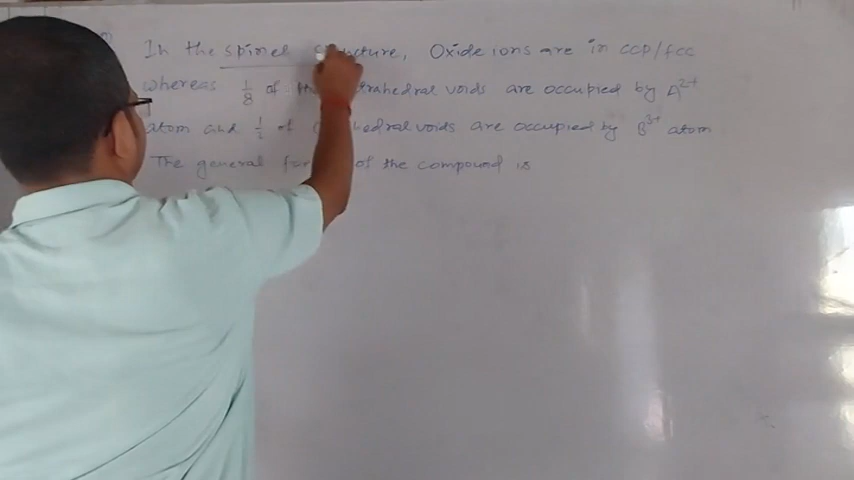 In the spinel structure, Oxide ions are in ccp/fcc
whereas 1/8 of the tetrahedral voids are occupied by A²⁺
atom and 1/2 of hedral voids are occupied by B³⁺ atom
The general for of the compound is